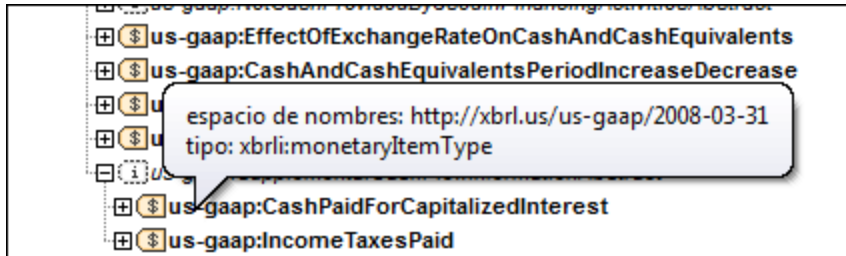 us-gaap:EffectOfExchangeRateOnCashAndCashEquivalents
us-gaap:CashAndCashEquivalentsPeriodIncreaseDecrease
espacio de nombres: http://xbrl.us/us-gaap/2008-03-31
tipo: xbrli:monetaryItemType
us-gaap:CashPaidForCapitalizedInterest
us-gaap:IncomeTaxesPaid